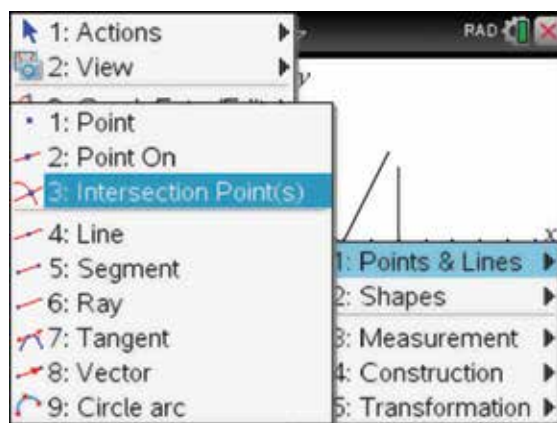 1: Actions
2: View
RAD
y
1: Point
2: Point On
3: Intersection Point(s)
4: Line
5: Segment
6: Ray
7: Tangent
8: Vector
9: Circle arc
x
1: Points & Lines
2: Shapes
3: Measurement
4: Construction
5: Transformation